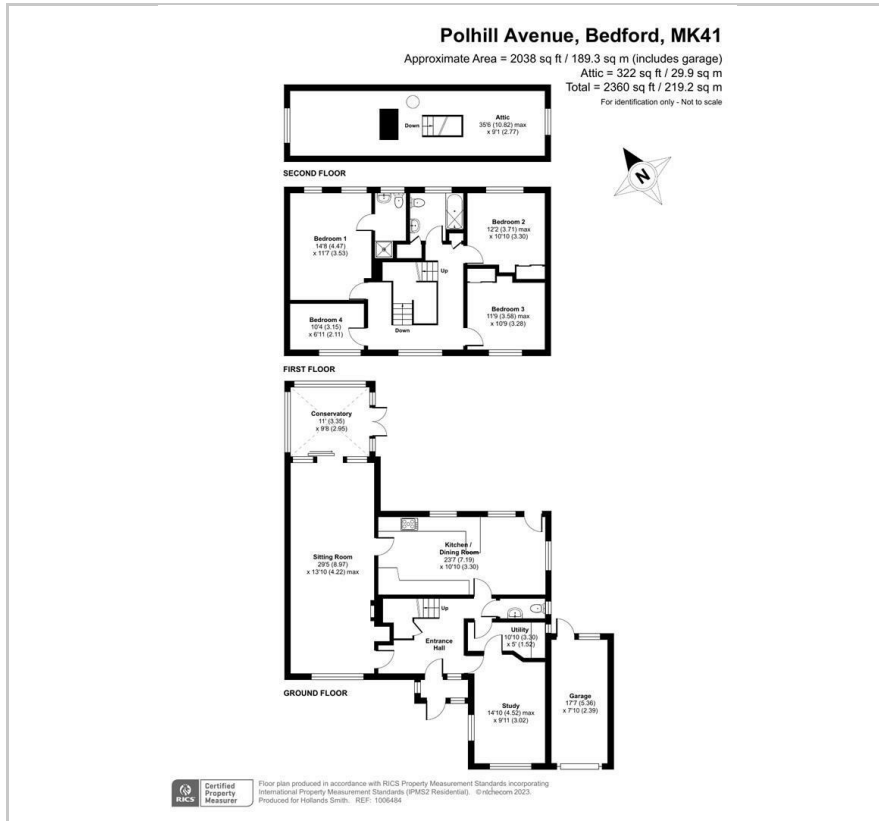 Polhill Avenue, Bedford, MK41
Approximate Area = 2038 sq ft / 189.3 sq m (includes garage)
Attic = 322 sq ft / 29.9 sq m
Total = 2360 sq ft / 219.2 sq m
For identification only - Not to scale
Down
Attic
35'6 (10.82) max
x 9'1 (2.77)
SECOND FLOOR
N
Bedroom 1
14'8 (4.47)
x 11'7 (3.53)
Bedroom 2
12'2 (3.71) max
x 10'10 (3.30)
Up
Bedroom 4
10'4 (3.15)
x 6'11 (2.11)
Down
Bedroom 3
11'9 (3.58) max
x 10'9 (3.28)
FIRST FLOOR
Conservatory
11' (3.35)
x 9'8 (2.95)
Sitting Room
29'5 (8.97)
x 13'10 (4.22) max
Kitchen /
Dining Room
23'7 (7.19)
x 10'10 (3.30)
Up
Entrance
Hall
Utility
10'10 (3.30)
x 5' (1.52)
GROUND FLOOR
Study
14'10 (4.52) max
x 9'11 (3.02)
Garage
17'7 (5.36)
x 7'10 (2.39)
RICS
Certified
Property
Measurer
Floor plan produced in accordance with RICS Property Measurement Standards incorporating
International Property Measurement Standards (IPMS2 Residential). © nichecom 2023.
Produced for Hollands Smith. REF: 1006484